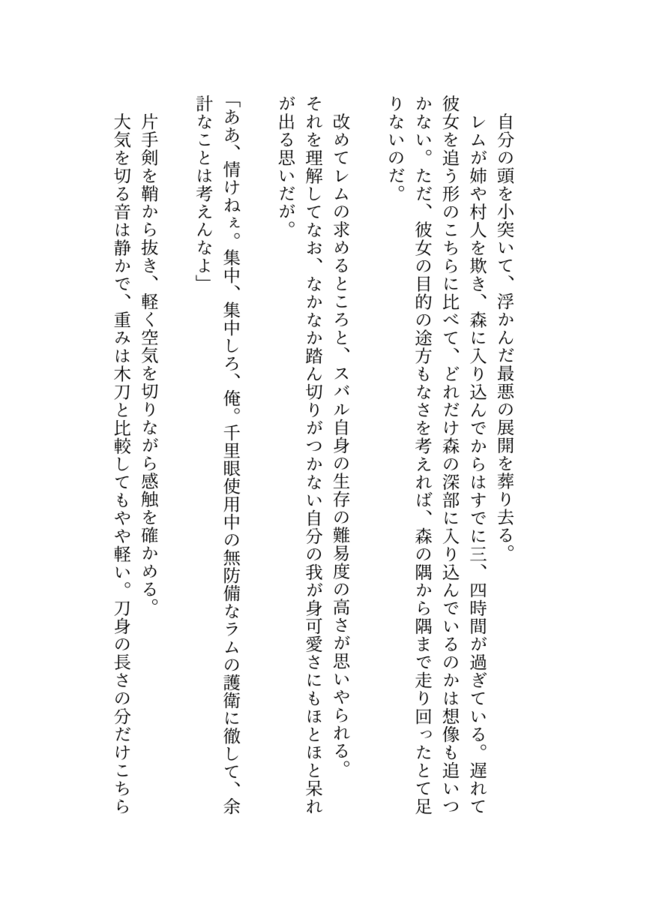 自分の頭を小突いて、浮かんだ最悪の展開を葬り去る。
レムが姉や村人を欺き、森に入り込んでからはすでに三、四時間が過ぎている。遅れて
彼女を追う形のこちらに比べて、どれだけ森の深部に入り込んでいるのかは想像も追いつ
かない。ただ、彼女の目的の途方もなさを考えれば、森の隅から隅まで走り回ったとて足
りないのだ。
改めてレムの求めるところと、スバル自身の生存の難易度の高さが思いやられる。
それを理解してなお、なかなか踏ん切りがつかない自分の我が身可愛さにもほとほと呆れ
が出る思いだが。
「ああ、情けねぇ。集中、集中しろ、俺。千里眼使用中の無防備なラムの護衛に徹して、余
計なことは考えんなよ」
片手剣を鞘から抜き、軽く空気を切りながら感触を確かめる。
大気を切る音は静かで、重みは木刀と比較してもやや軽い。刀身の長さの分だけこちら